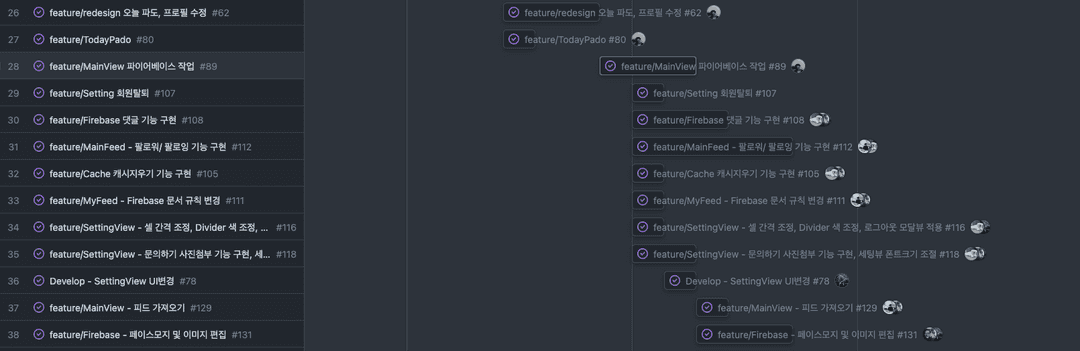 26 feature/redesign 오늘 파도, 프로필 수정 #62 feature/redesign 오늘 파도, 프로필 수정 #62
27 feature/TodayPado #80 feature/TodayPado #80
28 feature/MainView 파이어베이스 작업 #89 feature/MainView 파이어베이스 작업 #89
29 feature/Setting 회원탈퇴 #107 feature/Setting 회원탈퇴 #107
30 feature/Firebase 댓글 기능 구현 #108 feature/Firebase 댓글 기능 구현 #108
31 feature/MainFeed - 팔로워/ 팔로잉 기능 구현 #112 feature/MainFeed - 팔로워/ 팔로잉 기능 구현 #112
32 feature/Cache 캐시지우기 기능 구현 #105 feature/Cache 캐시지우기 기능 구현 #105
33 feature/MyFeed - Firebase 문서 규칙 변경 #111 feature/MyFeed - Firebase 문서 규칙 변경 #111
34 feature/SettingView - 셀 간격 조정, Divider 색 조정, ... #116 feature/SettingView - 셀 간격 조정, Divider 색 조정, 로그아웃 모달뷰 적용 #116
35 feature/SettingView - 문의하기 사진첨부 기능 구현, 세... #118 feature/SettingView - 문의하기 사진첨부 기능 구현, 세팅뷰 폰트크기 조절 #118
36 Develop - SettingView UI변경 #78 Develop - SettingView UI변경 #78
37 feature/MainView - 피드 가져오기 #129 feature/MainView - 피드 가져오기 #129
38 feature/Firebase - 페이스모지 및 이미지 편집 #131 feature/Firebase - 페이스모지 및 이미지 편집 #131